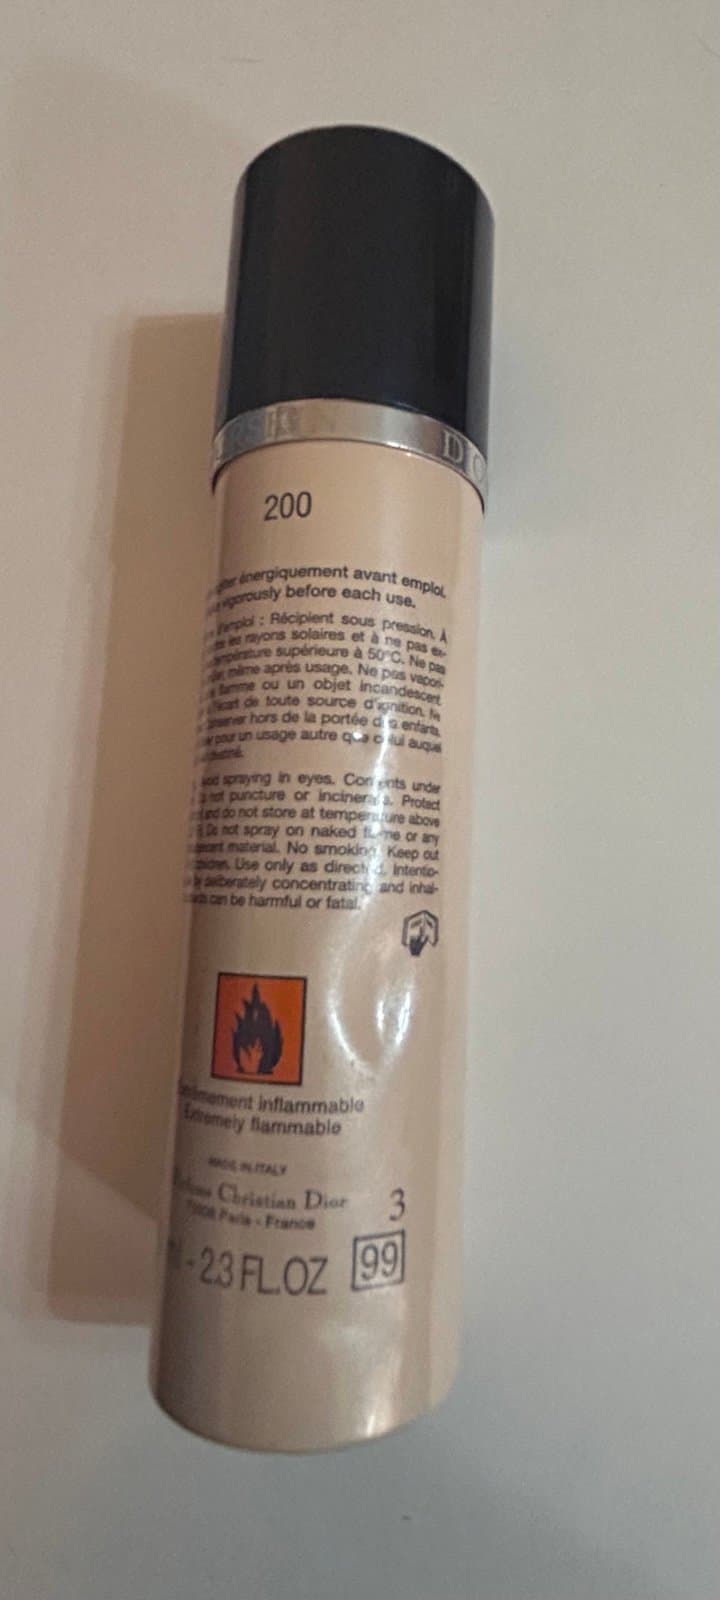 D
200
énergiquement avant emploi.
vigorously before each use.
d'emploi : Récipient sous pression. À
les rayons solaires et à ne pas ex-
température supérieure à 50°C. Ne pas
même après usage. Ne pas vapori-
flamme ou un objet incandescent.
l'écart de toute source d'ignition. Ne
conserver hors de la portée des enfants.
pour un usage autre que celui auquel
destiné.
avoid spraying in eyes. Contents under
Do not puncture or incinerate. Protect
and do not store at temperature above
Do not spray on naked flame or any
material. No smoking. Keep out
children. Use only as directed. Intentio-
by deliberately concentrating and inhal-
can be harmful or fatal.
Extrêmement inflammable
Extremely flammable
MADE IN ITALY
Parfums Christian Dior
Paris - France
3
ml - 2.3 FL.OZ
99